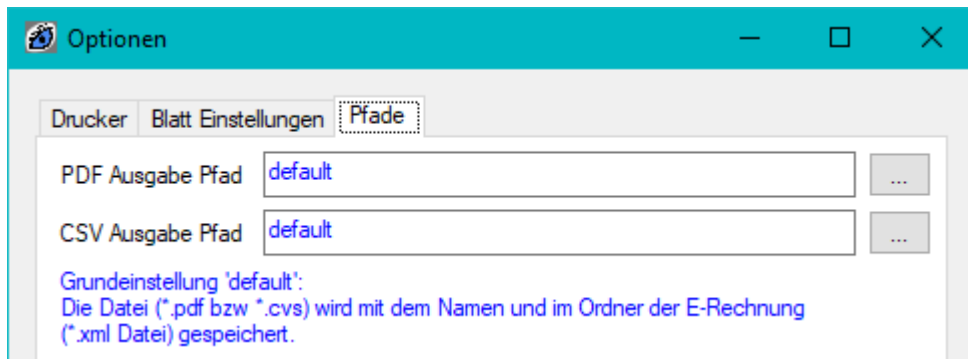 Optionen
Drucker Blatt Einstellungen Pfade
PDF Ausgabe Pfad default ...
CSV Ausgabe Pfad default ...
Grundeinstellung 'default':
Die Datei (*.pdf bzw *.cvs) wird mit dem Namen und im Ordner der E-Rechnung
(*.xml Datei) gespeichert.